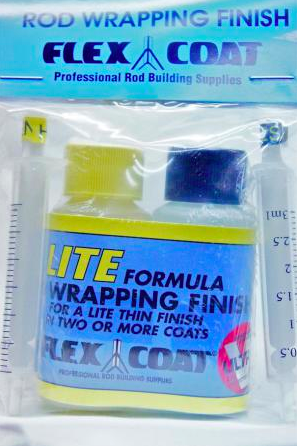 ROD WRAPPING FINISH
FLEX COAT
Professional Rod Building Supplies
LITE FORMULA
WRAPPING FINISH
FOR A LITE THIN FINISH
IN TWO OR MORE COATS
FLEX COAT
PROFESSIONAL ROD BUILDING SUPPLIES
3ml
2.5
2
1.5
1
0.5